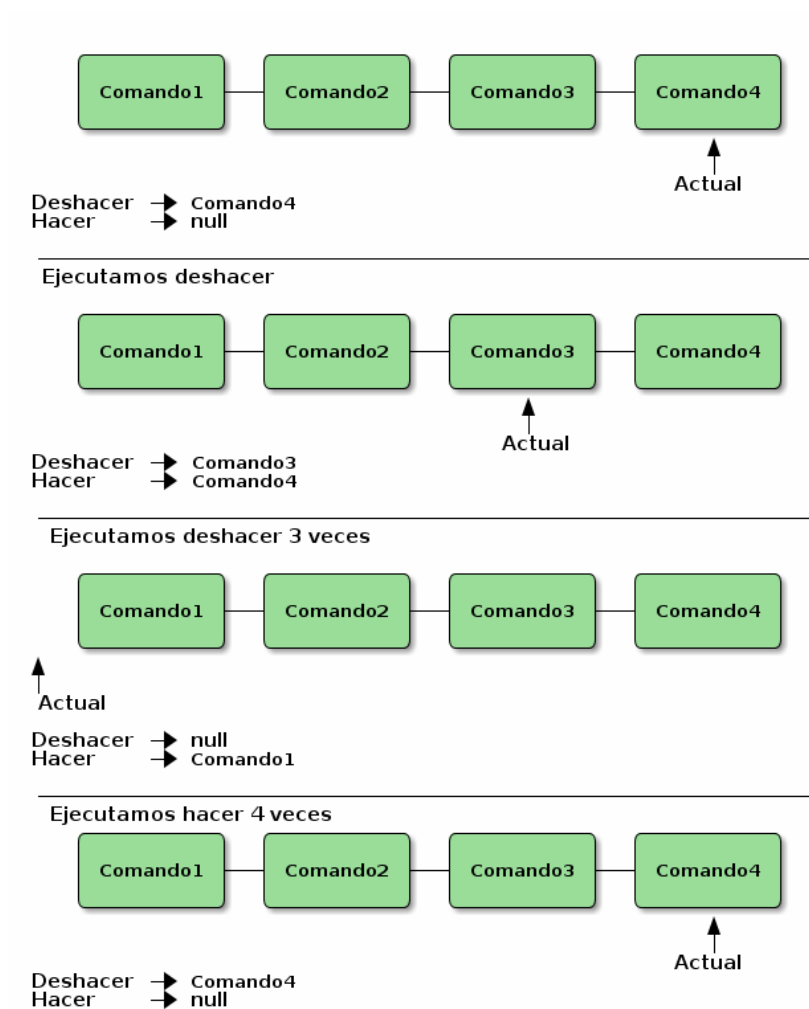 Comando1 Comando2 Comando3 Comando4
Actual
Deshacer Comando4
Hacer null
Ejecutamos deshacer
Comando1 Comando2 Comando3 Comando4
Actual
Deshacer Comando3
Hacer Comando4
Ejecutamos deshacer 3 veces
Comando1 Comando2 Comando3 Comando4
Actual
Deshacer null
Hacer Comando1
Ejecutamos hacer 4 veces
Comando1 Comando2 Comando3 Comando4
Actual
Deshacer Comando4
Hacer null